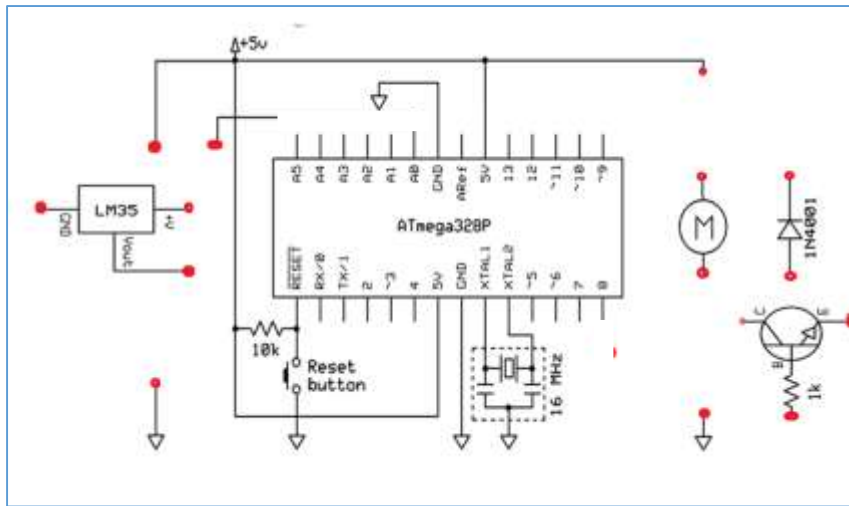 +5v
A5 A4 A3 A2 A1 A0 GND ARef 5V 13 12 ~11 ~10 ~9
LM35
GND
+V
Vout
ATmega328P
RESET RX/0 TX/1 2 ~3 4 5V GND XTAL1 XTAL2 ~5 ~6 7 8
M
1N4001
C
E
B
10k
Reset
button
16 MHz
1k